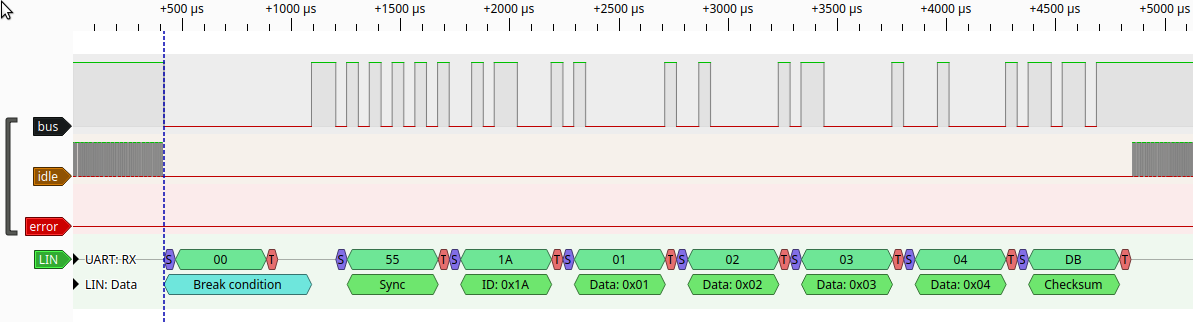 +500 µs +1000 µs +1500 µs +2000 µs +2500 µs +3000 µs +3500 µs +4000 µs +4500 µs +5000 µs
bus
idle
error
LIN UART: RX S 00 T S 55 T S 1A T S 01 T S 02 T S 03 T S 04 T S DB T
LIN: Data Break condition Sync ID: 0x1A Data: 0x01 Data: 0x02 Data: 0x03 Data: 0x04 Checksum